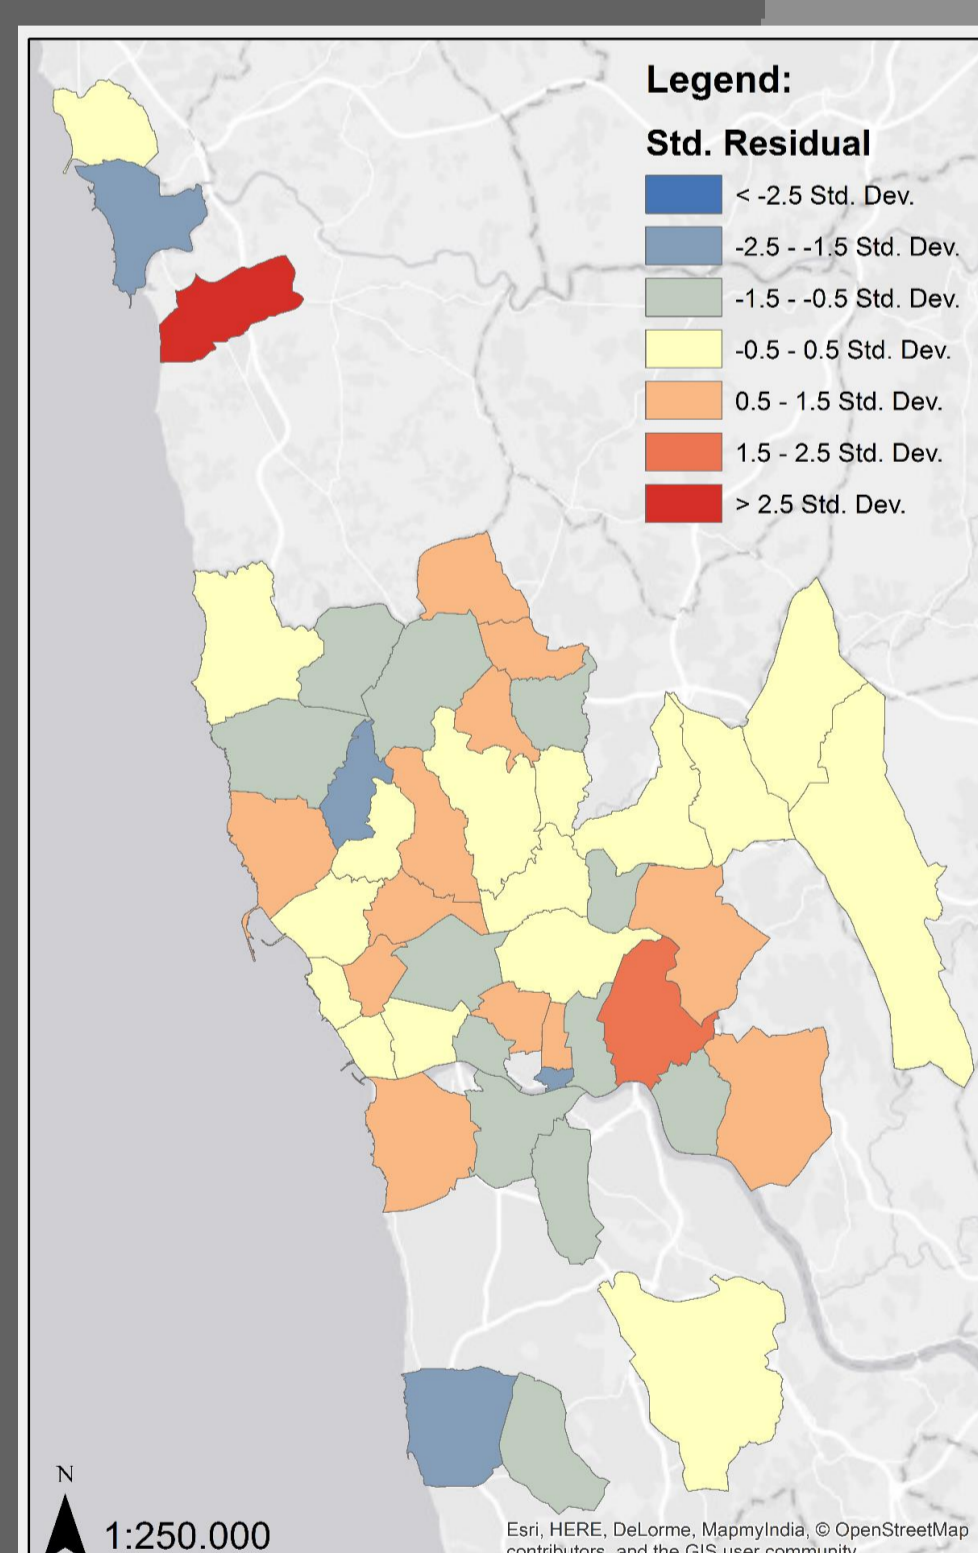 Legend:
Std. Residual
< -2.5 Std. Dev.
-2.5 - -1.5 Std. Dev.
-1.5 - -0.5 Std. Dev.
-0.5 - 0.5 Std. Dev.
0.5 - 1.5 Std. Dev.
1.5 - 2.5 Std. Dev.
> 2.5 Std. Dev.
N
1:250.000
Esri, HERE, DeLorme, MapmyIndia, © OpenStreetMap
contributors, and the GIS user community